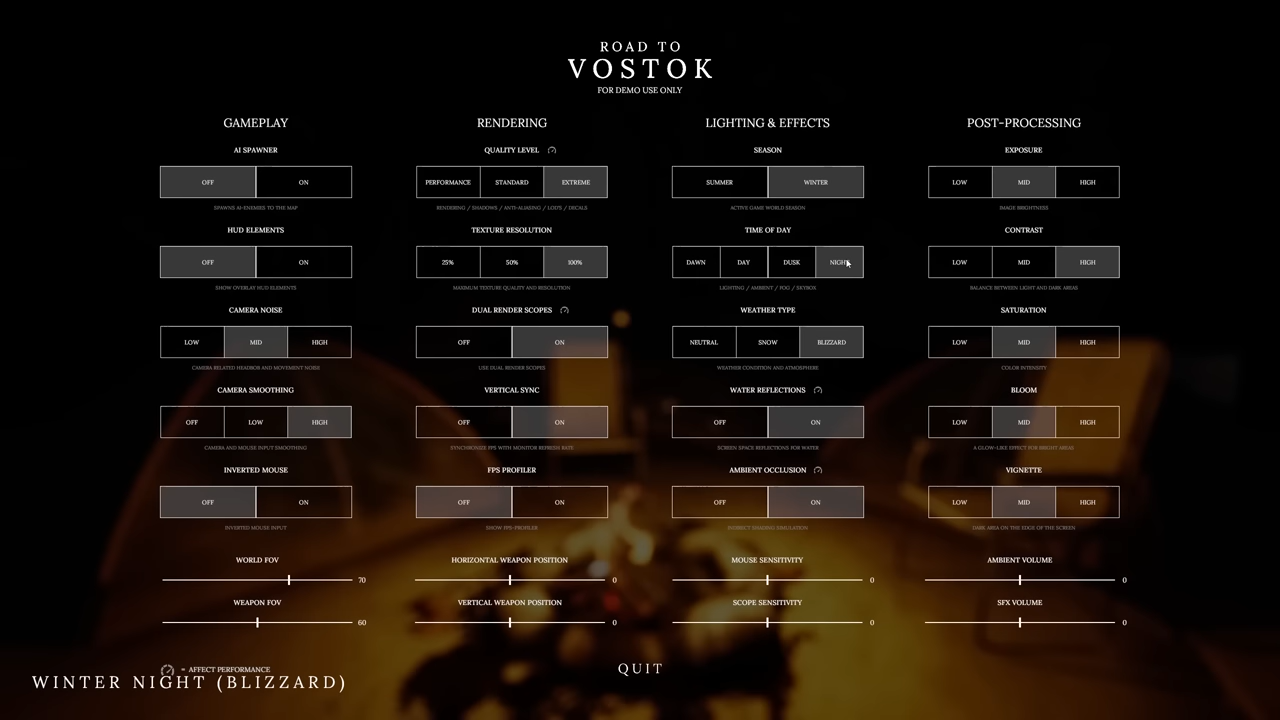 ROAD TO
VOSTOK
FOR DEMO USE ONLY
GAMEPLAY
AI SPAWNER
OFF ON
SPAWNS AI-ENEMIES TO THE MAP
HUD ELEMENTS
OFF ON
SHOW OVERLAY HUD ELEMENTS
CAMERA NOISE
LOW MID HIGH
CAMERA RELATED HEADBOB AND MOVEMENT NOISE
CAMERA SMOOTHING
OFF LOW HIGH
CAMERA AND MOUSE INPUT SMOOTHING
INVERTED MOUSE
OFF ON
INVERTED MOUSE INPUT
WORLD FOV
70
WEAPON FOV
60
RENDERING
QUALITY LEVEL
PERFORMANCE STANDARD EXTREME
RENDERING / SHADOWS / ANTI-ALIASING / LODS / DECALS
TEXTURE RESOLUTION
25% 50% 100%
MAXIMUM TEXTURE QUALITY AND RESOLUTION
DUAL RENDER SCOPES
OFF ON
USE DUAL RENDER SCOPES
VERTICAL SYNC
OFF ON
SYNCHRONIZE FPS WITH MONITOR REFRESH RATE
FPS PROFILER
OFF ON
SHOW FPS-PROFILER
HORIZONTAL WEAPON POSITION
0
VERTICAL WEAPON POSITION
0
LIGHTING & EFFECTS
SEASON
SUMMER WINTER
ACTIVE GAME WORLD SEASON
TIME OF DAY
DAWN DAY DUSK NIGHT
LIGHTING / AMBIENT / FOG / SKYBOX
WEATHER TYPE
NEUTRAL SNOW BLIZZARD
WEATHER CONDITION AND ATMOSPHERE
WATER REFLECTIONS
OFF ON
SCREEN SPACE REFLECTIONS FOR WATER
AMBIENT OCCLUSION
OFF ON
INDIRECT SHADING SIMULATION
MOUSE SENSITIVITY
0
SCOPE SENSITIVITY
0
POST-PROCESSING
EXPOSURE
LOW MID HIGH
IMAGE BRIGHTNESS
CONTRAST
LOW MID HIGH
BALANCE BETWEEN LIGHT AND DARK AREAS
SATURATION
LOW MID HIGH
COLOR INTENSITY
BLOOM
LOW MID HIGH
A GLOW-LIKE EFFECT FOR BRIGHT AREAS
VIGNETTE
LOW MID HIGH
DARK AREA ON THE EDGE OF THE SCREEN
AMBIENT VOLUME
0
SFX VOLUME
0
= AFFECT PERFORMANCE
WINTER NIGHT (BLIZZARD)
QUIT